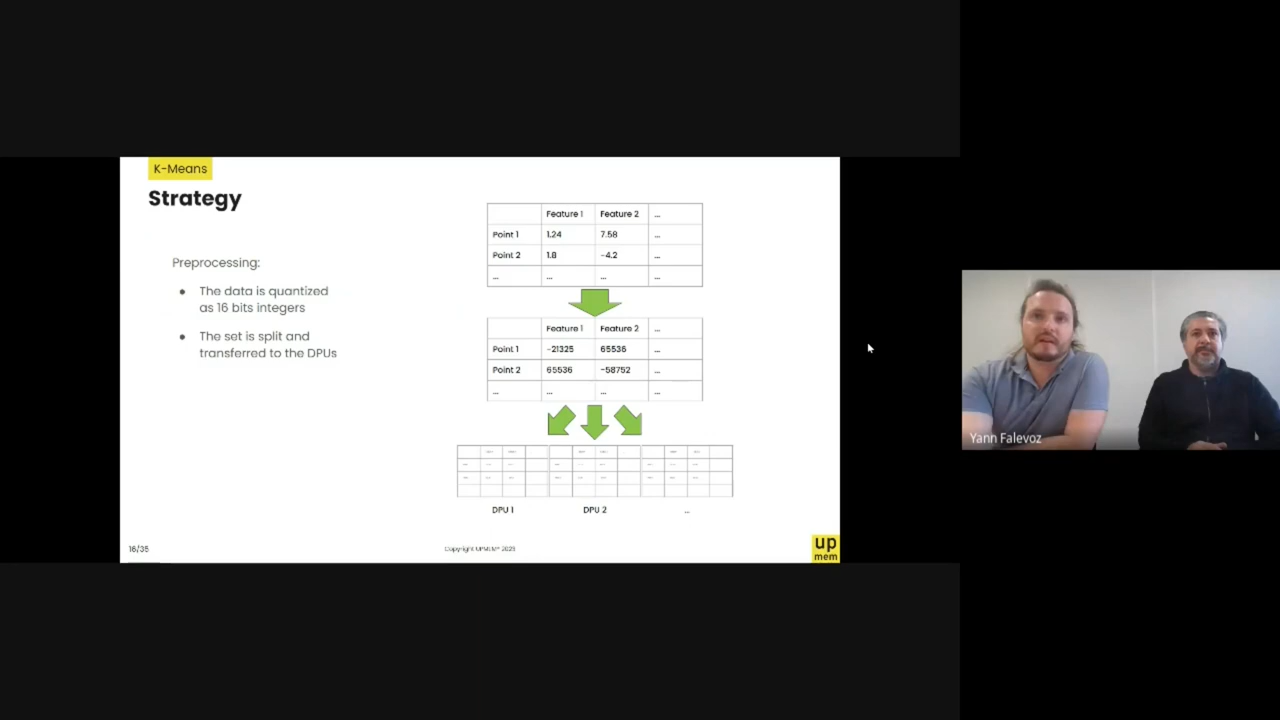 K-Means
Strategy
Preprocessing:
● The data is quantized
as 16 bits integers
● The set is split and
transferred to the DPUs
Feature 1 Feature 2 ...
Point 1 1.24 7.58 ...
Point 2 1.8 -4.2 ...
... ... ... ...
Feature 1 Feature 2 ...
Point 1 -21325 65536 ...
Point 2 65536 -58752 ...
... ... ... ...
DPU 1 DPU 2 ...
16/35
Copyright UPMEM® 2023
up
mem
Yann Falevoz